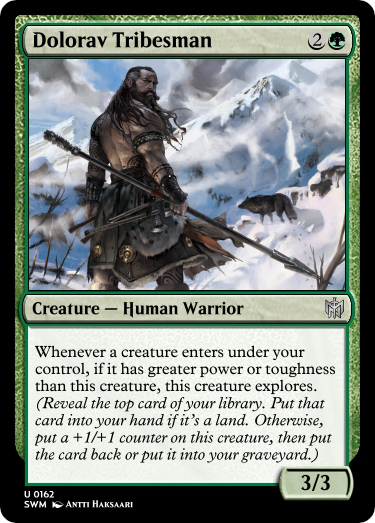 Dolorav Tribesman 2
Creature — Human Warrior
Whenever a creature enters under your
control, if it has greater power or toughness
than this creature, this creature explores.
(Reveal the top card of your library. Put that
card into your hand if it's a land. Otherwise,
put a +1/+1 counter on this creature, then put
the card back or put it into your graveyard.)
3/3
U 0162
SWM Antti Haksaari